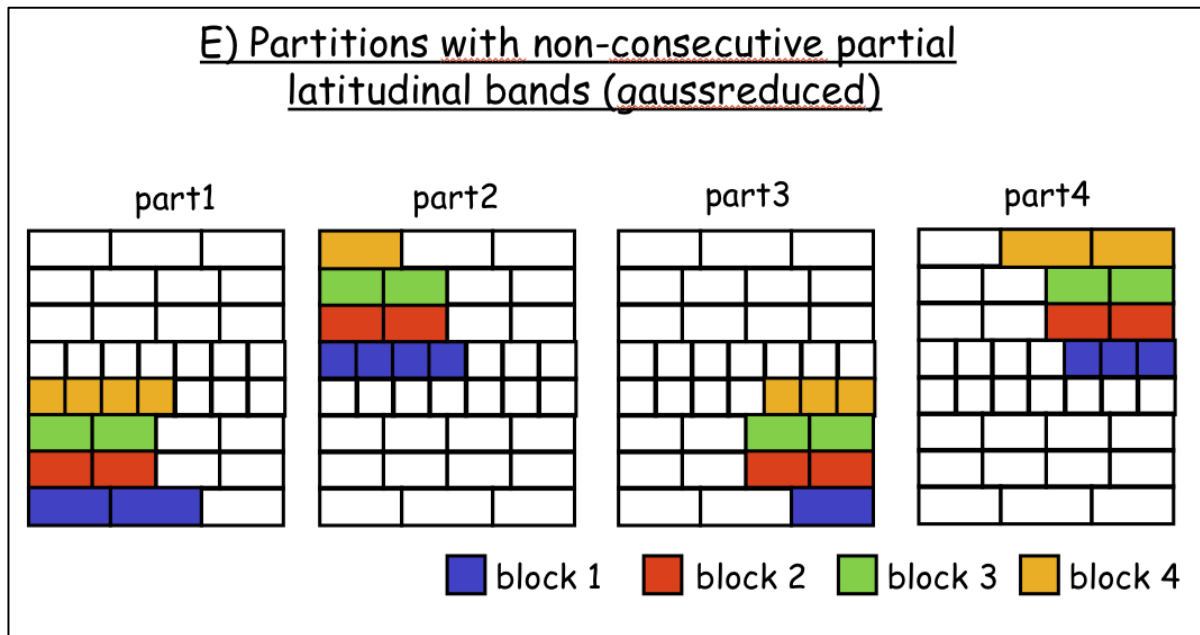 E) Partitions with non-consecutive partial
latitudinal bands (gaussreduced)
part1 part2 part3 part4
block 1 block 2 block 3 block 4